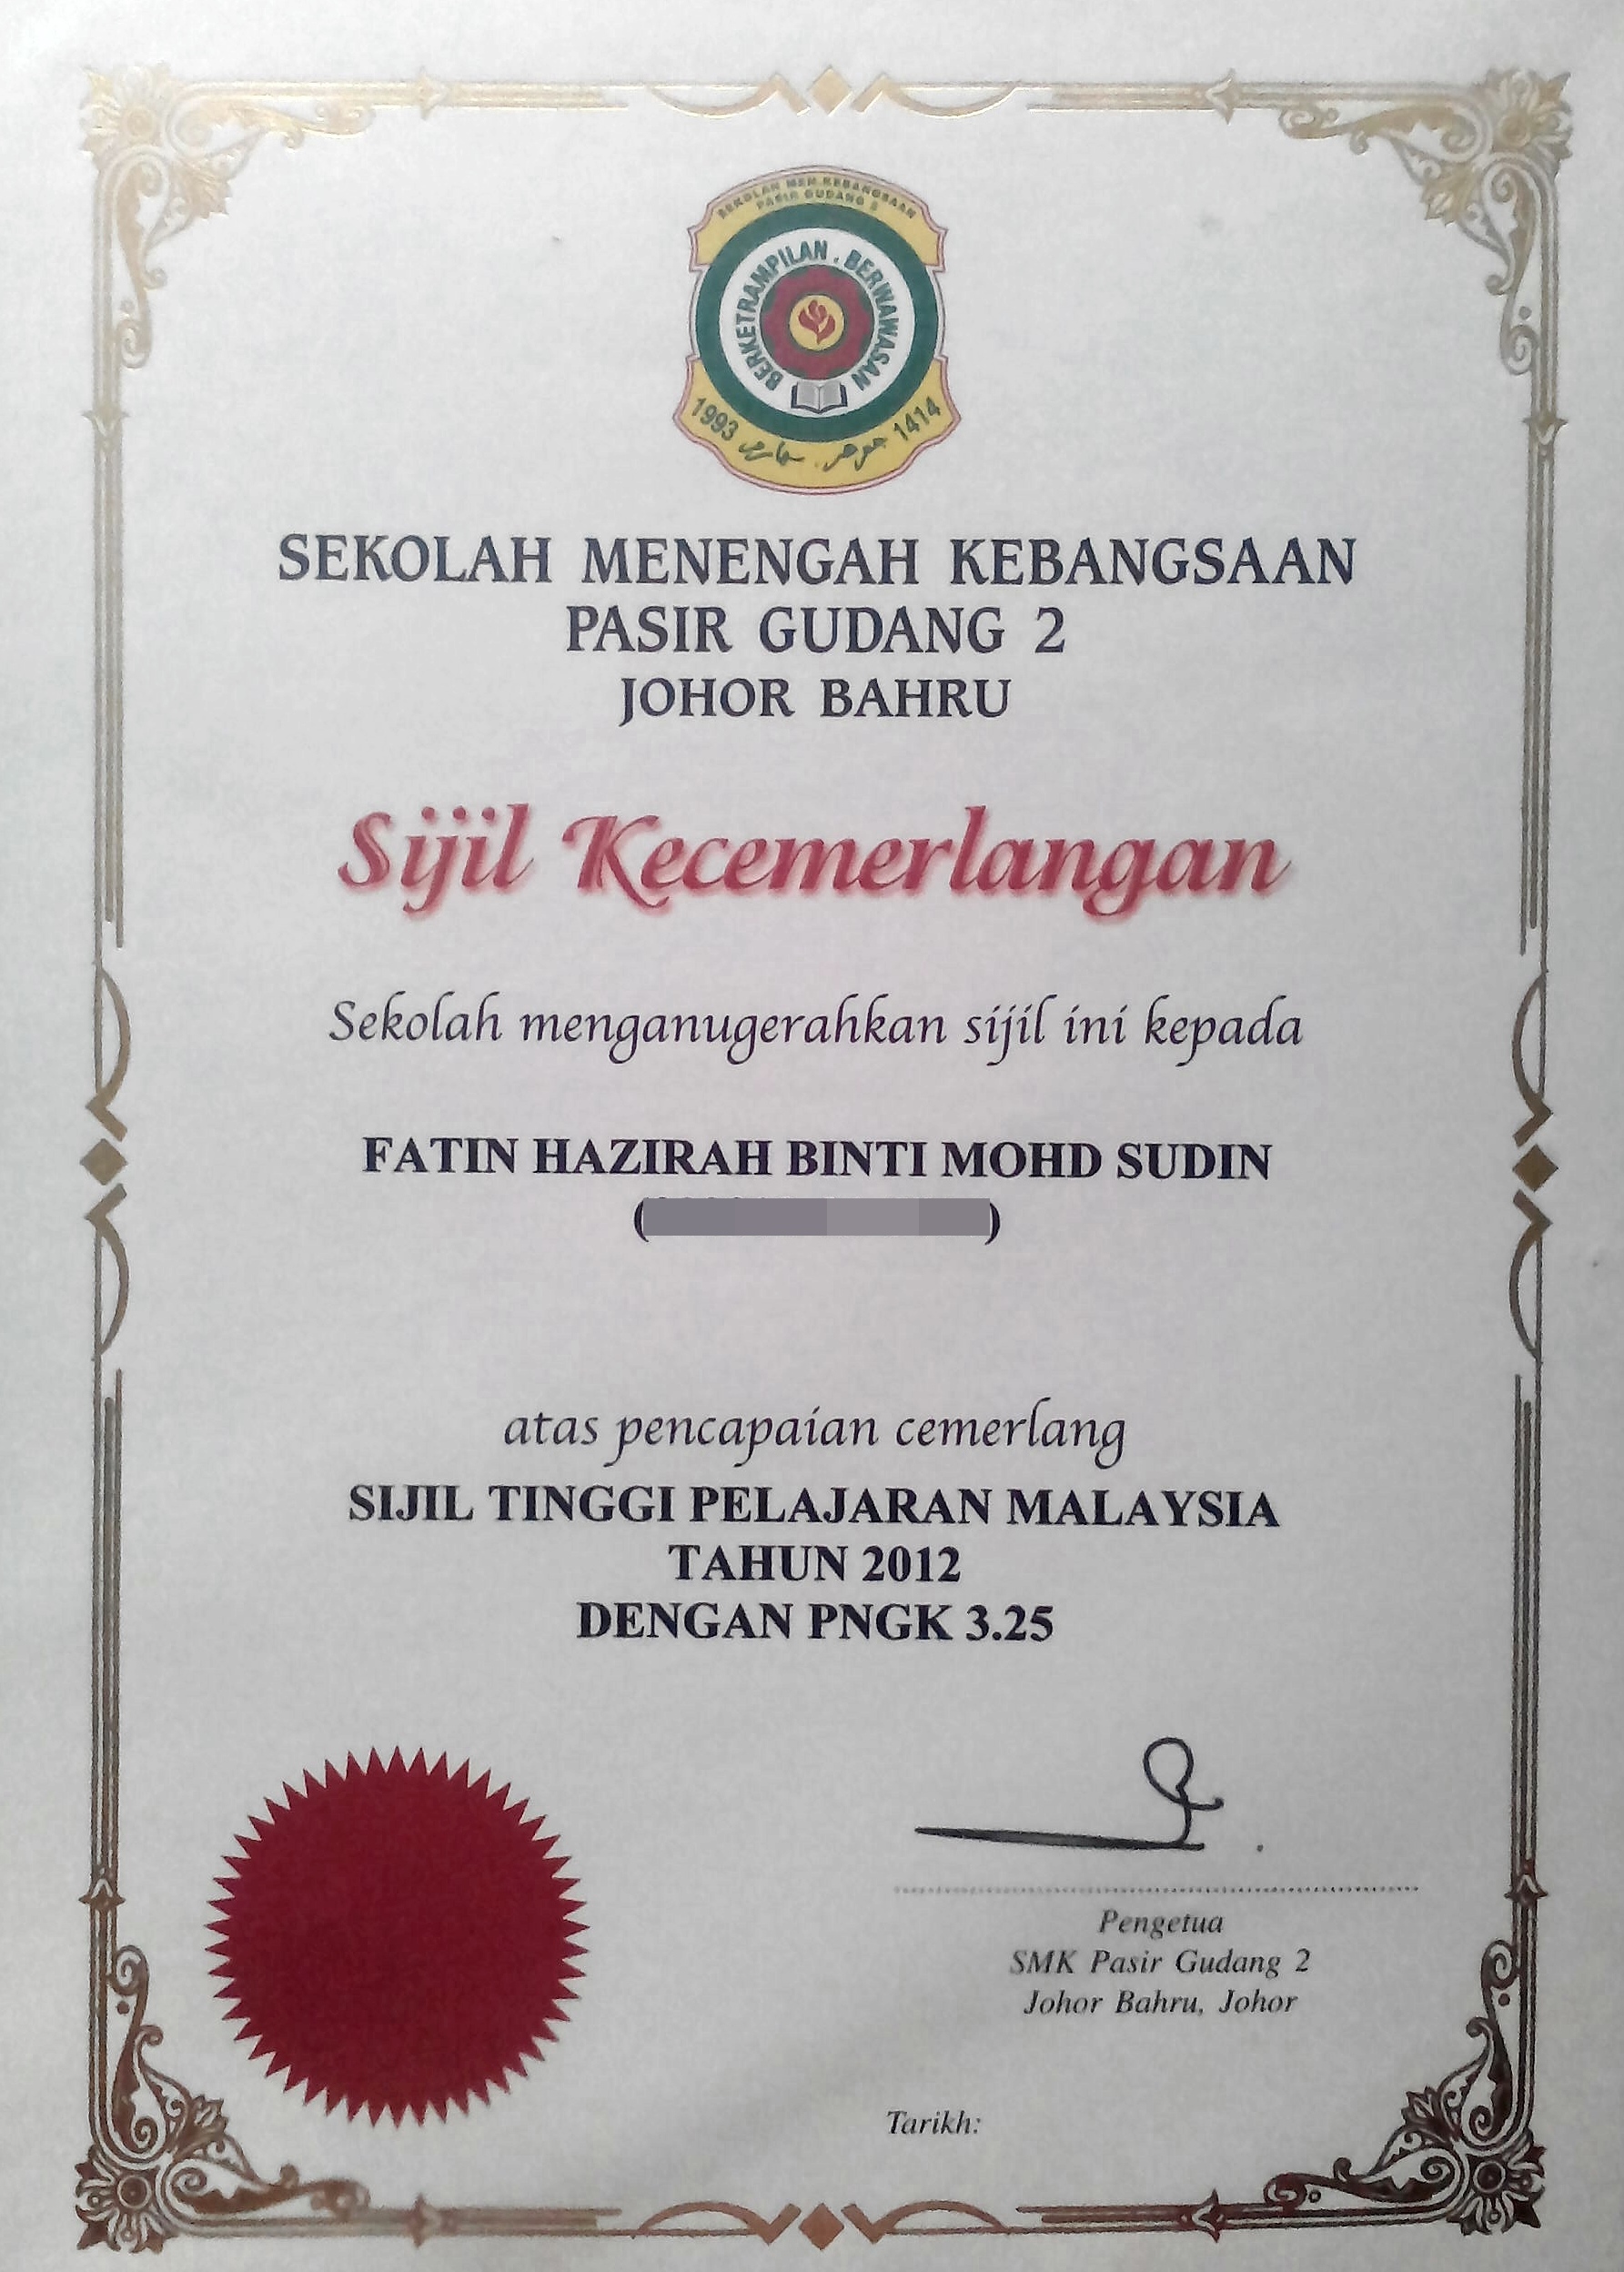 SEKOLAH MEN. KEBANGSAAN
PASIR GUDANG 2
BERKETRAMPILAN . BERWAWASAN
1993 جوهر بهارو 1414
SEKOLAH MENENGAH KEBANGSAAN
PASIR GUDANG 2
JOHOR BAHRU
Sijil Kecemerlangan
Sekolah menganugerahkan sijil ini kepada
FATIN HAZIRAH BINTI MOHD SUDIN
( )
atas pencapaian cemerlang
SIJIL TINGGI PELAJARAN MALAYSIA
TAHUN 2012
DENGAN PNGK 3.25
Pengetua
SMK Pasir Gudang 2
Johor Bahru, Johor
Tarikh: